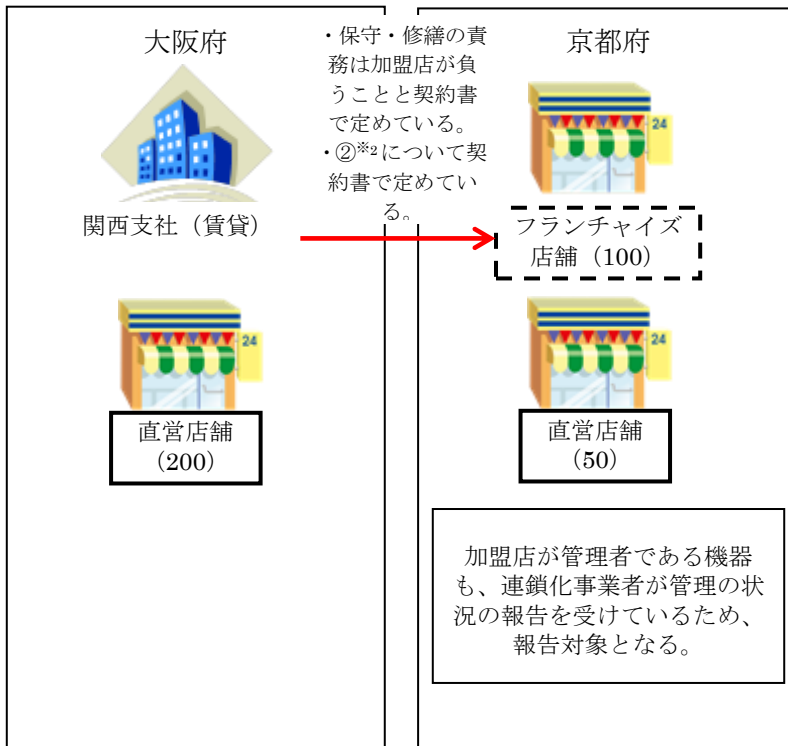 大阪府
関西支社（賃貸）
24
直営店舗
（200）
・保守・修繕の責
務は加盟店が負
うことと契約書
で定めている。
・②※2について契
約書で定めてい
る。
京都府
24
フランチャイズ
店舗（100）
24
直営店舗
（50）
加盟店が管理者である機器
も、連鎖化事業者が管理の状
況の報告を受けているため、
報告対象となる。